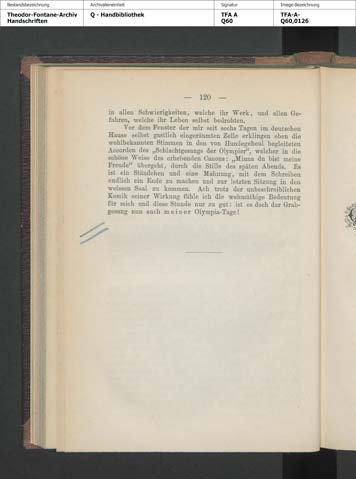 Bestandsbezeichnung
Theodor-Fontane-Archiv
Handschriften
Archivalieneinheit
Q - Handbibliothek
Signatur
TFA A
Q60
Image-Bezeichnung
TFA-A-
Q60,0126
— 120 —
in allen Schwierigkeiten, welche ihr Werk, und allen Ge-
fahren, welche ihr Leben selbst bedrohten.
Vor dem Fenster der mir seit sechs Tagen im deutschen
Hause selbst gastlich eingeräumten Zelle erklingen eben die
wohlbekannten Stimmen in den von Hundegeheul begleiteten
Accorden des „Schlachtgesangs der Olympier", welcher in die
schöne Weise des erhebenden Canons: „Minna du bist meine
Freude" übergeht, durch die Stille des späten Abends. Es
ist ein Ständchen und eine Mahnung, mit dem Schreiben
endlich ein Ende zu machen und zur letzten Sitzung in den
weissen Saal zu kommen. Ach trotz der unbeschreiblichen
Komik seiner Wirkung fühle ich die wehmüthige Bedeutung
für mich und diese Stunde nur zu gut: ist es doch der Grab-
gesang nun auch meiner Olympia-Tage!